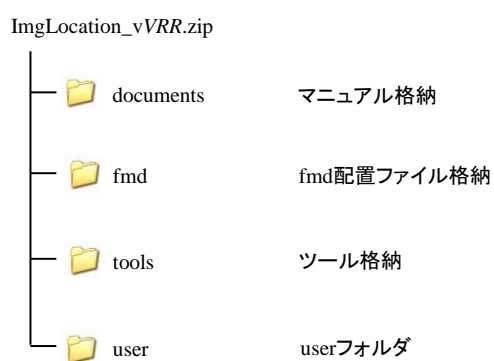 ImgLocation_vVRR.zip
documents マニュアル格納
fmd fmd配置ファイル格納
tools ツール格納
user userフォルダ